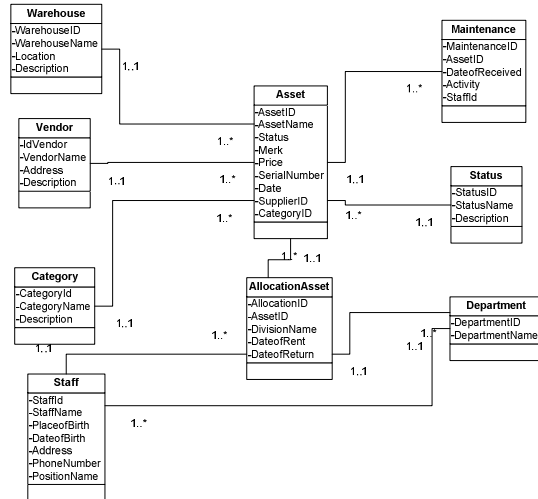 Warehouse
-WarehouseID
-WarehouseName
-Location
-Description
1..1
Maintenance
-MaintenanceID
-AssetID
-DateofReceived
-Activity
-StaffId
1..*
Asset
-AssetID
-AssetName
-Status
-Merk
-Price
-SerialNumber
-Date
-SupplierID
-CategoryID
1..*
1..*
1..*
1..1
1..*
1..*
1..1
Vendor
-IdVendor
-VendorName
-Address
-Description
1..1
Status
-StatusID
-StatusName
-Description
1..1
Category
-CategoryId
-CategoryName
-Description
1..1
1..1
AllocationAsset
-AllocationID
-AssetID
-DivisionName
-DateofRent
-DateofReturn
1..*
1..1
Department
-DepartmentID
-DepartmentName
1..*
1..1
Staff
-StaffId
-StaffName
-PlaceofBirth
-DateofBirth
-Address
-PhoneNumber
-PositionName
1..*